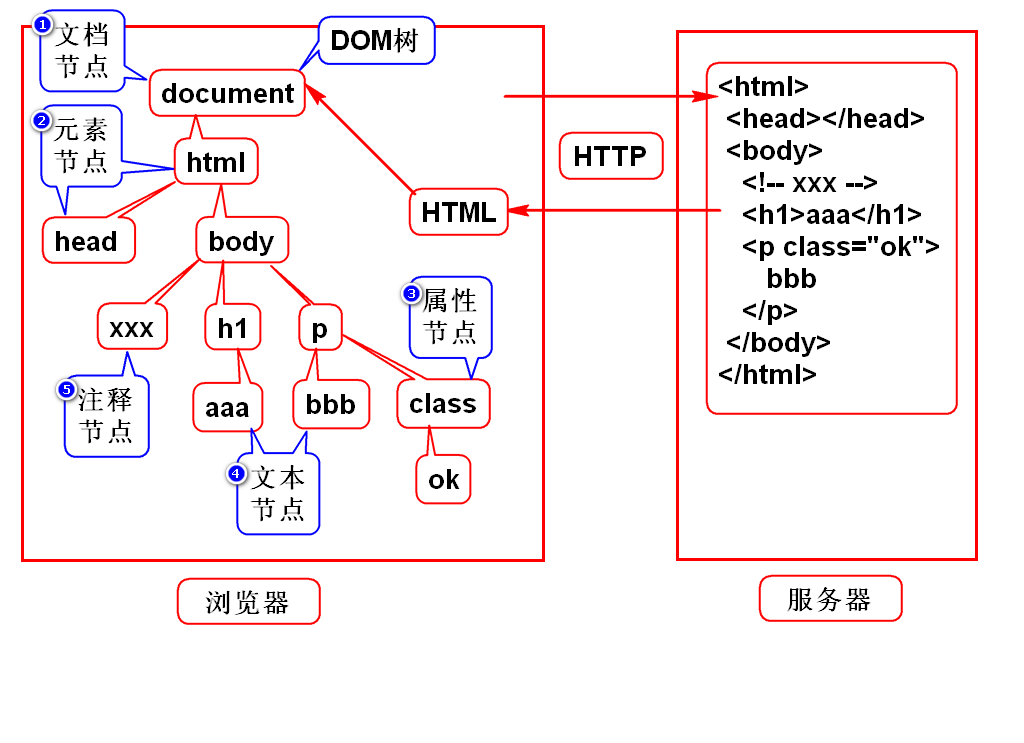 1
文档
节点
DOM树
document
2
元素
节点
html
head
body
xxx
h1
p
3
属性
节点
5
注释
节点
aaa
bbb
class
4
文本
节点
ok
浏览器
HTTP
HTML
<html>
<head></head>
<body>
<!-- xxx -->
<h1>aaa</h1>
<p class="ok">
bbb
</p>
</body>
</html>
服务器